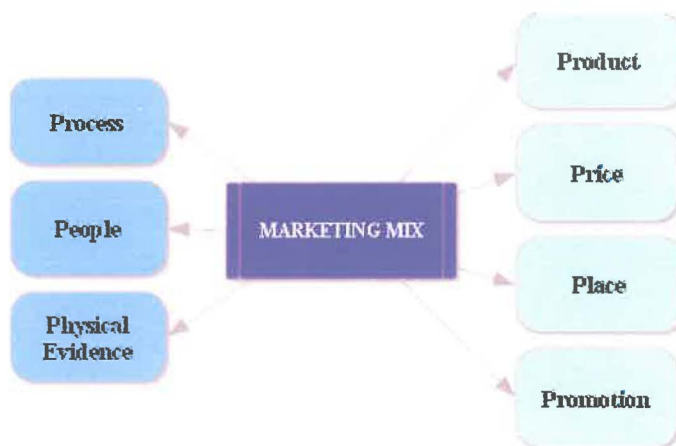 Product
Process
Price
People
MARKETING MIX
Place
Physical
Evidence
Promotion